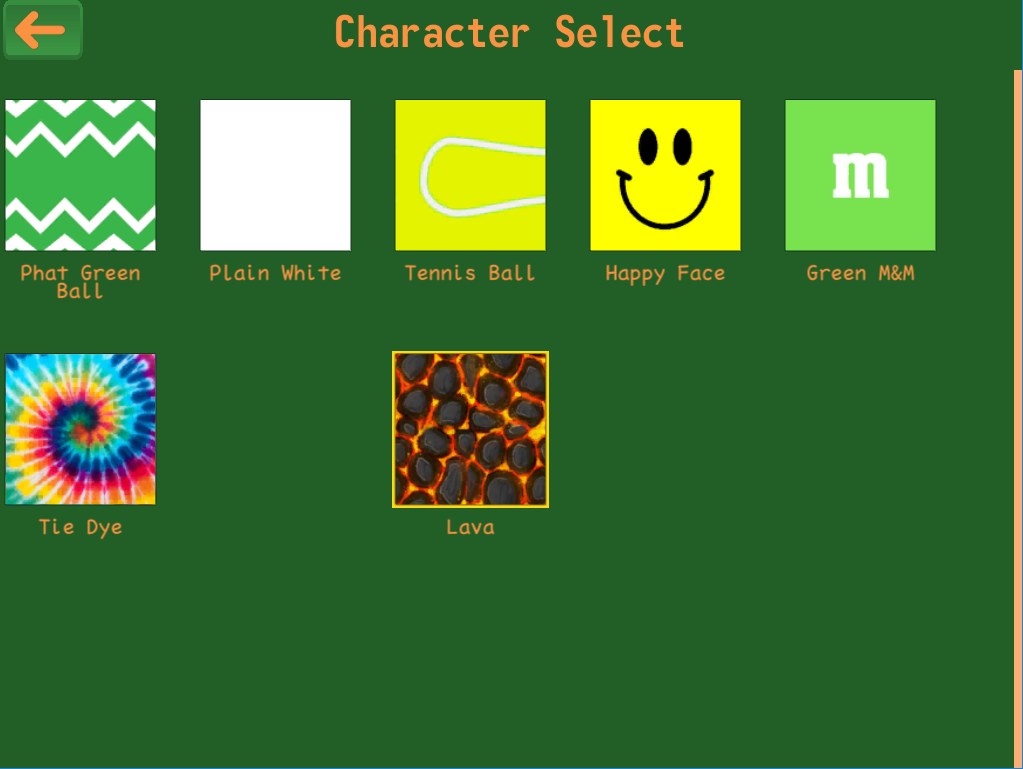 Character Select
Phat Green
Ball
Plain White
Tennis Ball
Happy Face
m
Green M&M
Tie Dye
Lava